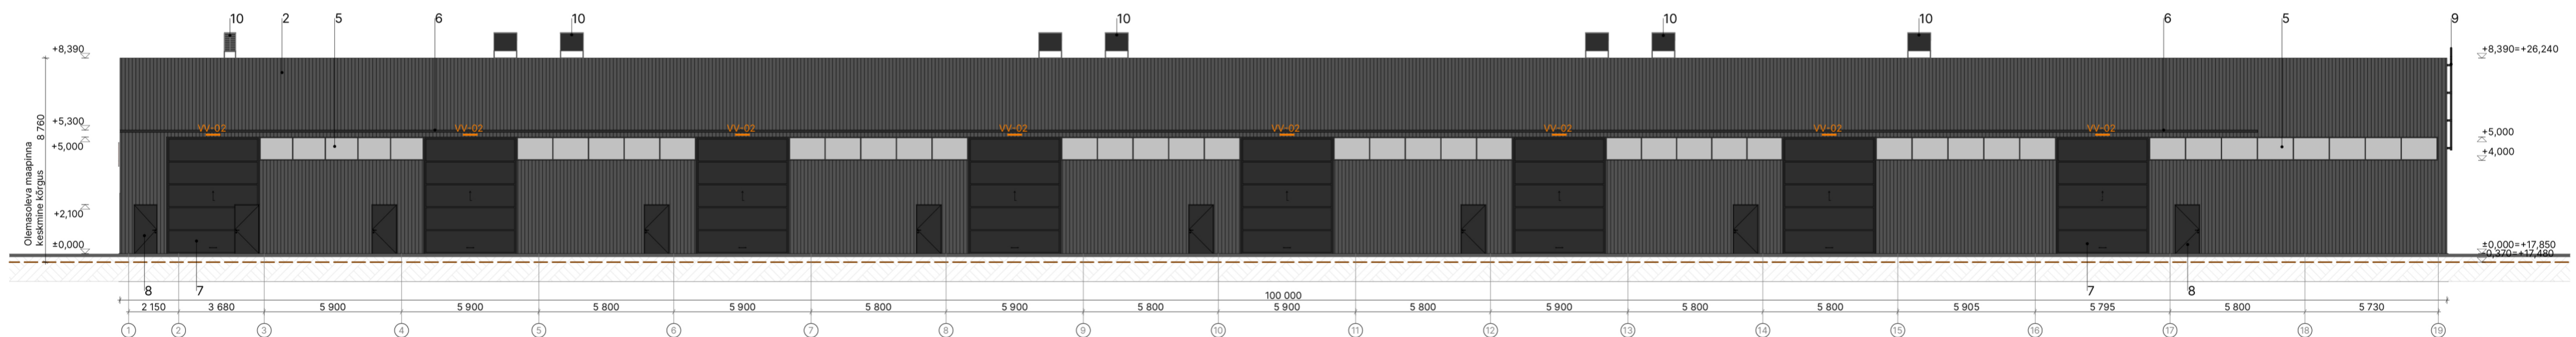 10 2 5 6 10 10 10 10 6 5 9
+8,390 +8,390=+26,240
+5,300
VV-02 VV-02 VV-02 VV-02 VV-02 VV-02 VV-02 VV-02
+5,000 +5,000
+4,000
Olemasoleva maapinna
keskmine kõrgus 8 760
+2,100
±0,000 ±0,000=+17,850
-0,370=+17,480
8 7 7 8
100 000
2 150 3 680 5 900 5 900 5 800 5 900 5 800 5 900 5 800 5 900 5 800 5 900 5 800 5 800 5 905 5 795 5 800 5 730
1 2 3 4 5 6 7 8 9 10 11 12 13 14 15 16 17 18 19